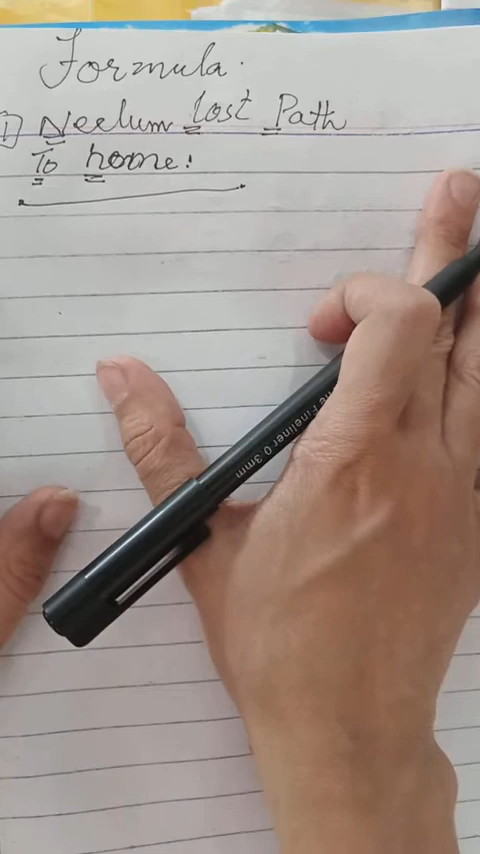 Formula.
1) Neelum lost Path
To home!
Fineliner 0.3mm